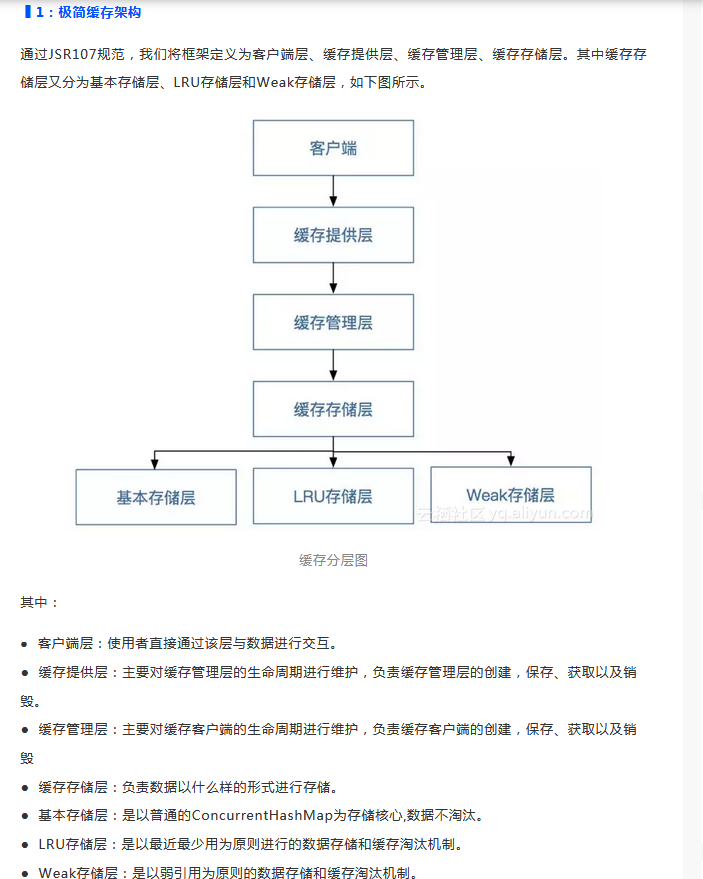 1：极简缓存架构
通过JSR107规范，我们将框架定义为客户端层、缓存提供层、缓存管理层、缓存存储层。其中缓存存
储层又分为基本存储层、LRU存储层和Weak存储层，如下图所示。
客户端
缓存提供层
缓存管理层
缓存存储层
基本存储层
LRU存储层
Weak存储层
云栖社区 yq.aliyun.com
缓存分层图
其中：
● 客户端层：使用者直接通过该层与数据进行交互。
● 缓存提供层：主要对缓存管理层的生命周期进行维护，负责缓存管理层的创建，保存、获取以及销
毁。
● 缓存管理层：主要对缓存客户端的生命周期进行维护，负责缓存客户端的创建，保存、获取以及销
毁
● 缓存存储层：负责数据以什么样的形式进行存储。
● 基本存储层：是以普通的ConcurrentHashMap为存储核心,数据不淘汰。
● LRU存储层：是以最近最少用为原则进行的数据存储和缓存淘汰机制。
● Weak存储层：是以弱引用为原则的数据存储和缓存淘汰机制。